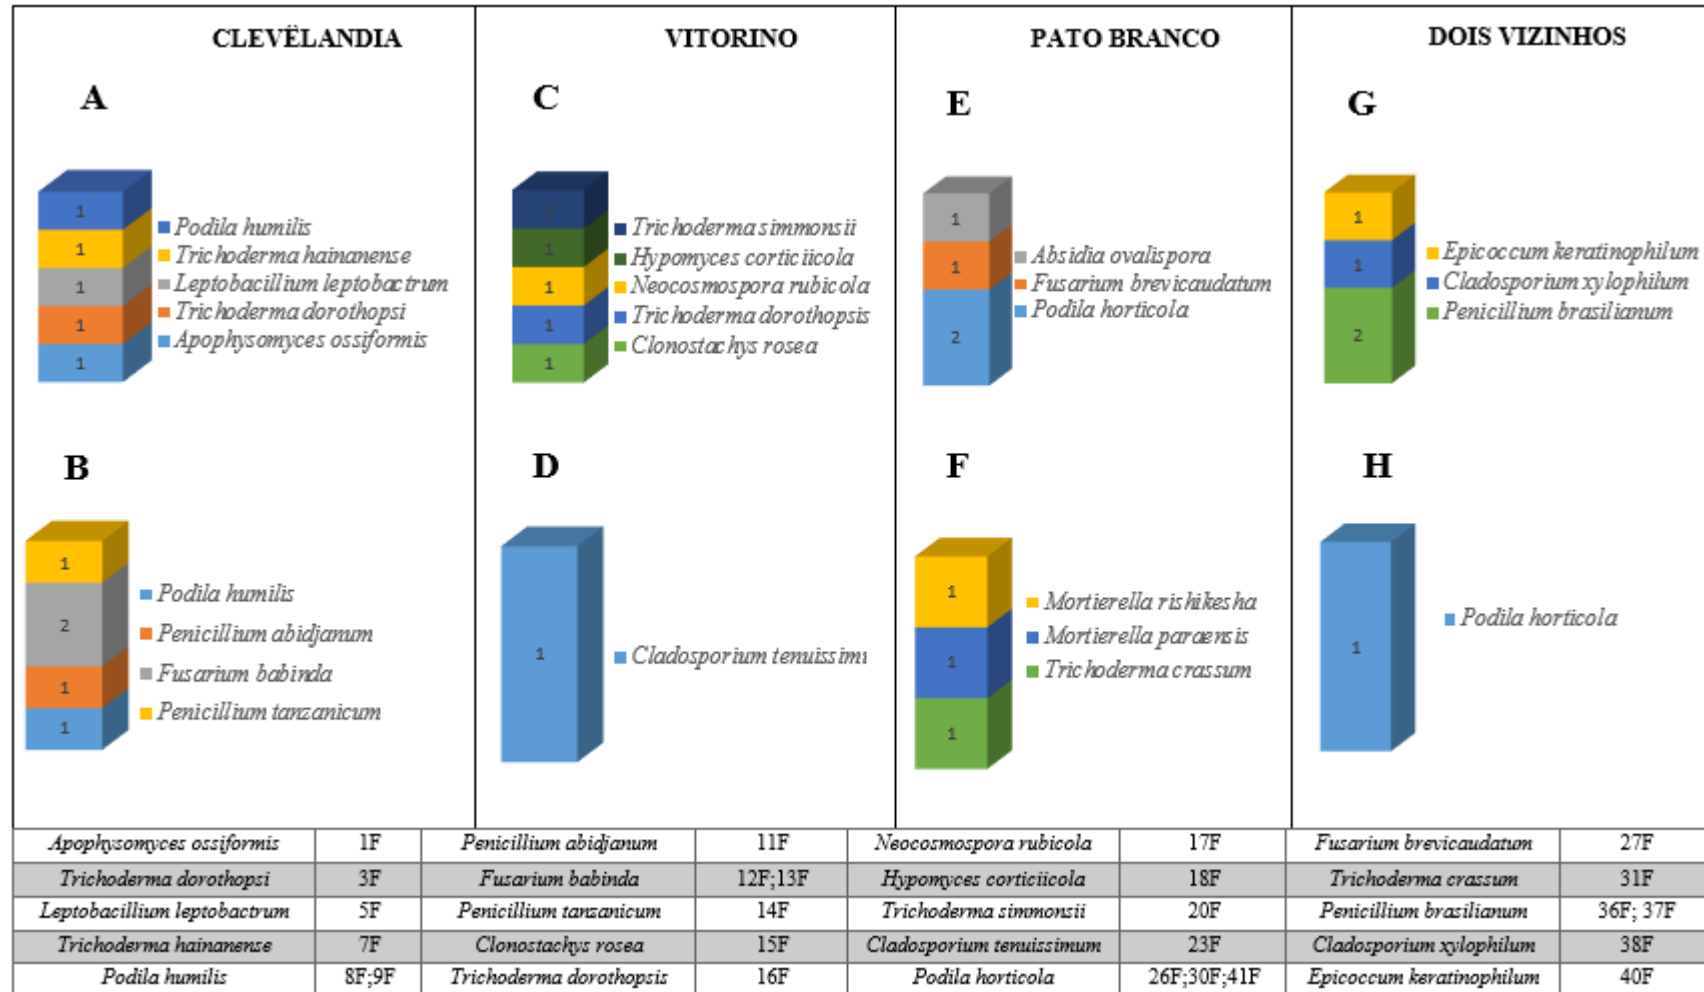 CLEVÊLANDIA
VITORINO
PATO BRANCO
DOIS VIZINHOS
A
1
1
1
1
1
Podila humilis
Trichoderma hainanense
Leptobacillium leptobactrum
Trichoderma dorothopsi
Apophysomyces ossiformis
C
1
1
1
1
1
Trichoderma simmonsii
Hypomyces corticiicola
Neocosmospora rubicola
Trichoderma dorothopsis
Clonostachys rosea
E
1
1
2
Absidia ovalispora
Fusarium brevicaudatum
Podila horticola
G
1
1
2
Epicoccum keratinophilum
Cladosporium xylophilum
Penicillium brasilianum
B
1
2
1
1
Podila humilis
Penicillium abidjanum
Fusarium babinda
Penicillium tanzanicum
D
1
Cladosporium tenuissimi
F
1
1
1
Mortierella rishikesha
Mortierella paraensis
Trichoderma crassum
H
1
Podila horticola
Apophysomyces ossiformis 1F Penicillium abidjanum 11F Neocosmospora rubicola 17F Fusarium brevicaudatum 27F
Trichoderma dorothopsi 3F Fusarium babinda 12F;13F Hypomyces corticiicola 18F Trichoderma crassum 31F
Leptobacillium leptobactrum 5F Penicillium tanzanicum 14F Trichoderma simmonsii 20F Penicillium brasilianum 36F; 37F
Trichoderma hainanense 7F Clonostachys rosea 15F Cladosporium tenuissimum 23F Cladosporium xylophilum 38F
Podila humilis 8F;9F Trichoderma dorothopsis 16F Podila horticola 26F;30F;41F Epicoccum keratinophilum 40F